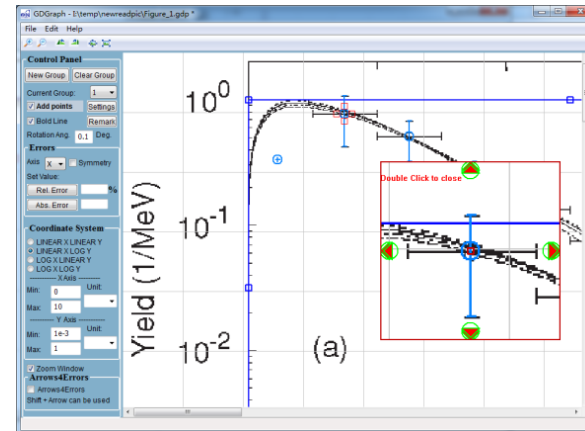 GDGraph - I:\temp\newreadpic\Figure_1.gdp *
File Edit Help
Control Panel
New Group Clear Group
Current Group: 1
Add points Settings
Bold Line Remark
Rotation Ang. 0.1 Deg.
Errors
Axis X Symmetry
Set Value:
Rel. Error %
Abs. Error
Coordinate System
LINEAR X LINEAR Y
LINEAR X LOG Y
LOG X LINEAR Y
LOG X LOG Y
X Axis
Min: 0 Unit:
Max: 10
Y Axis
Min: 1e-3 Unit:
Max: 1
Zoom Window
Arrows4Errors
Arrows4Errors
Shift + Arrow can be used
Yield (1/MeV)
10^0
10^-1
10^-2
(a)
Double Click to close